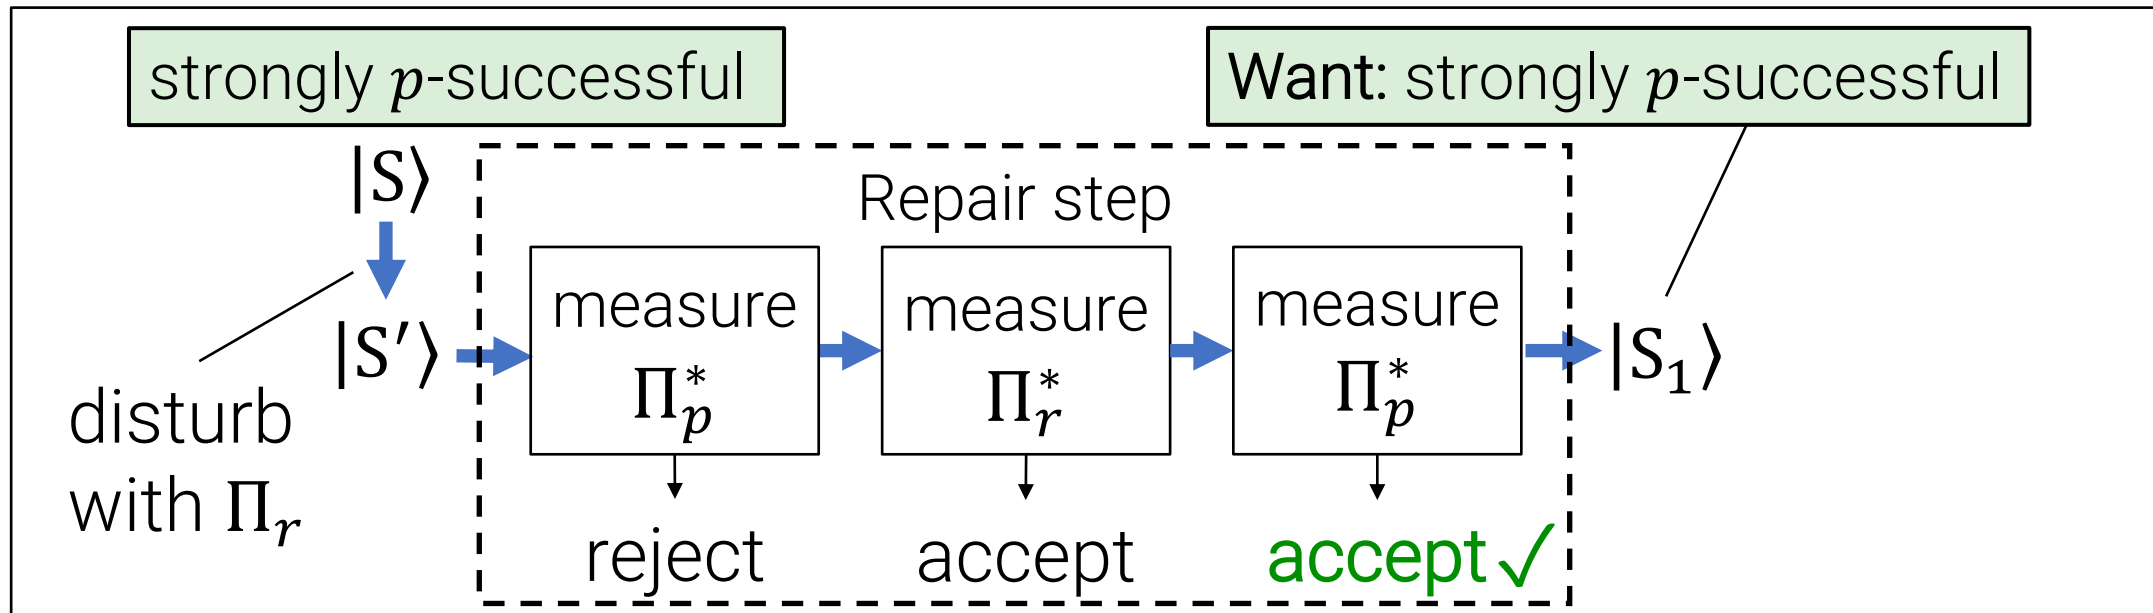 strongly p-successful
Want: strongly p-successful
|S⟩
Repair step
|S′⟩
measure
Π*p
measure
Π*r
measure
Π*p
|S₁⟩
disturb
with Πr
reject
accept
accept ✓